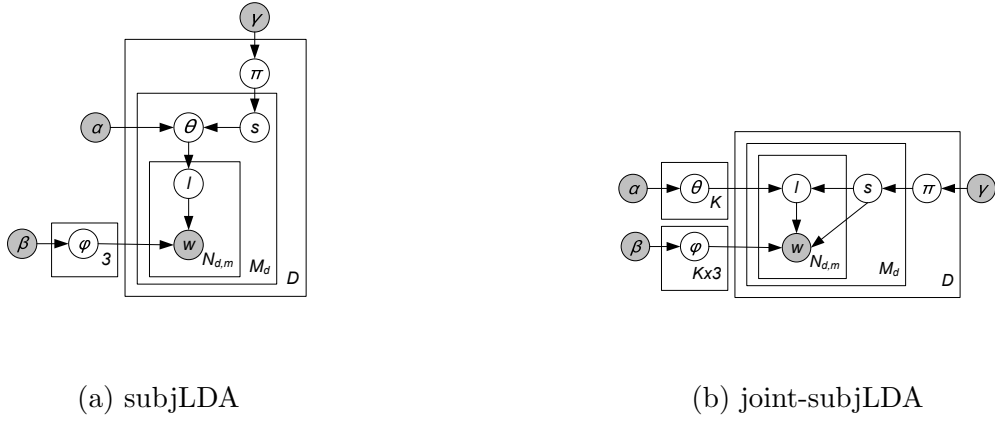 γ
π
α
θ
s
l
β
φ
3
w
N_{d,m}
M_d
D
α
θ
K
l
s
π
γ
β
φ
Kx3
w
N_{d,m}
M_d
D
(a) subjLDA
(b) joint-subjLDA